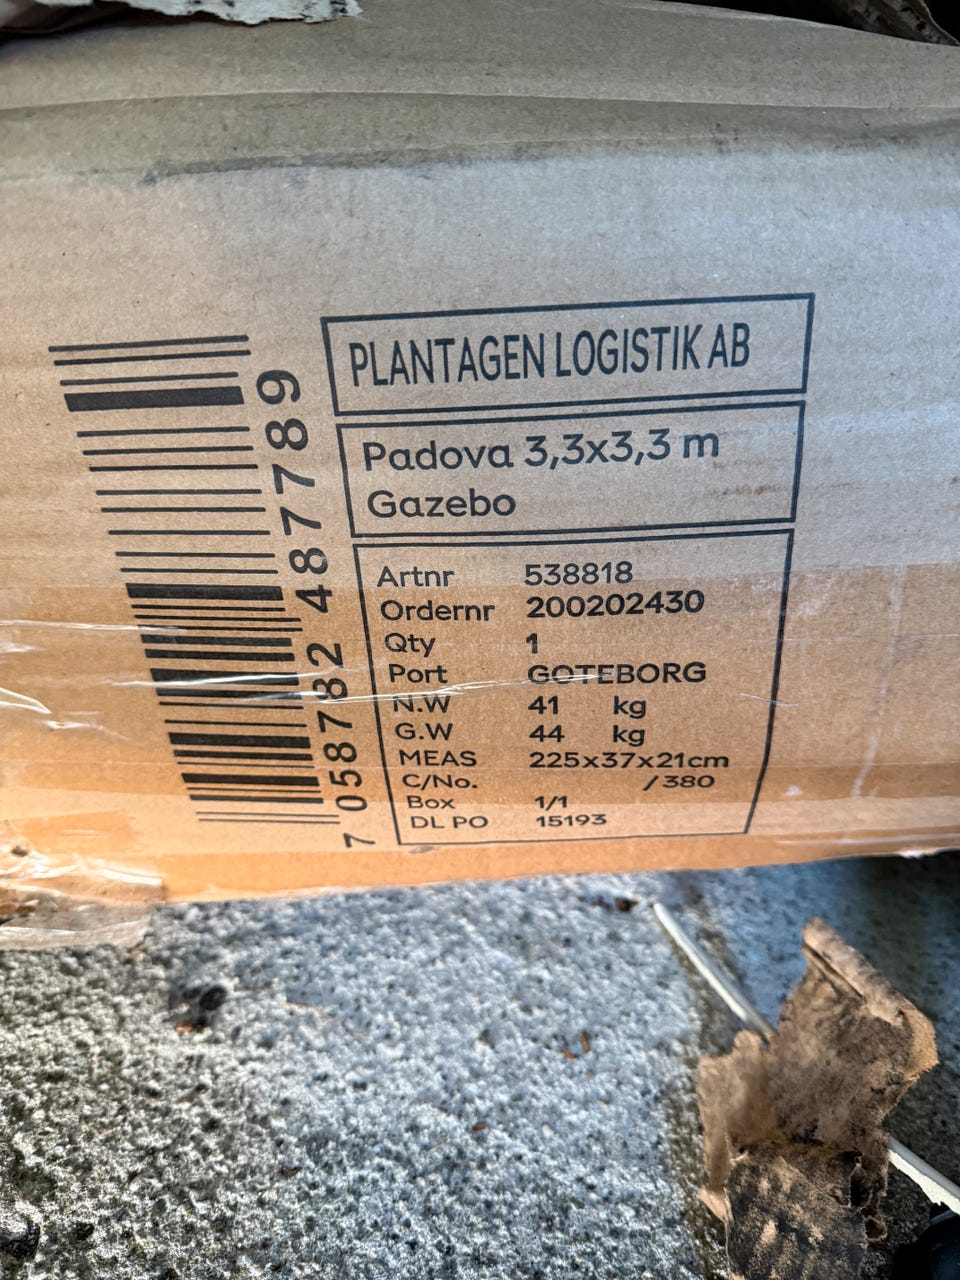 PLANTAGEN LOGISTIK AB
Padova 3,3x3,3 m
Gazebo
Artnr 538818
Ordernr 200202430
Qty 1
Port GOTEBORG
N.W 41 kg
G.W 44 kg
MEAS 225x37x21cm
C/No. /380
Box 1/1
DL PO 15193
7 058782 487789